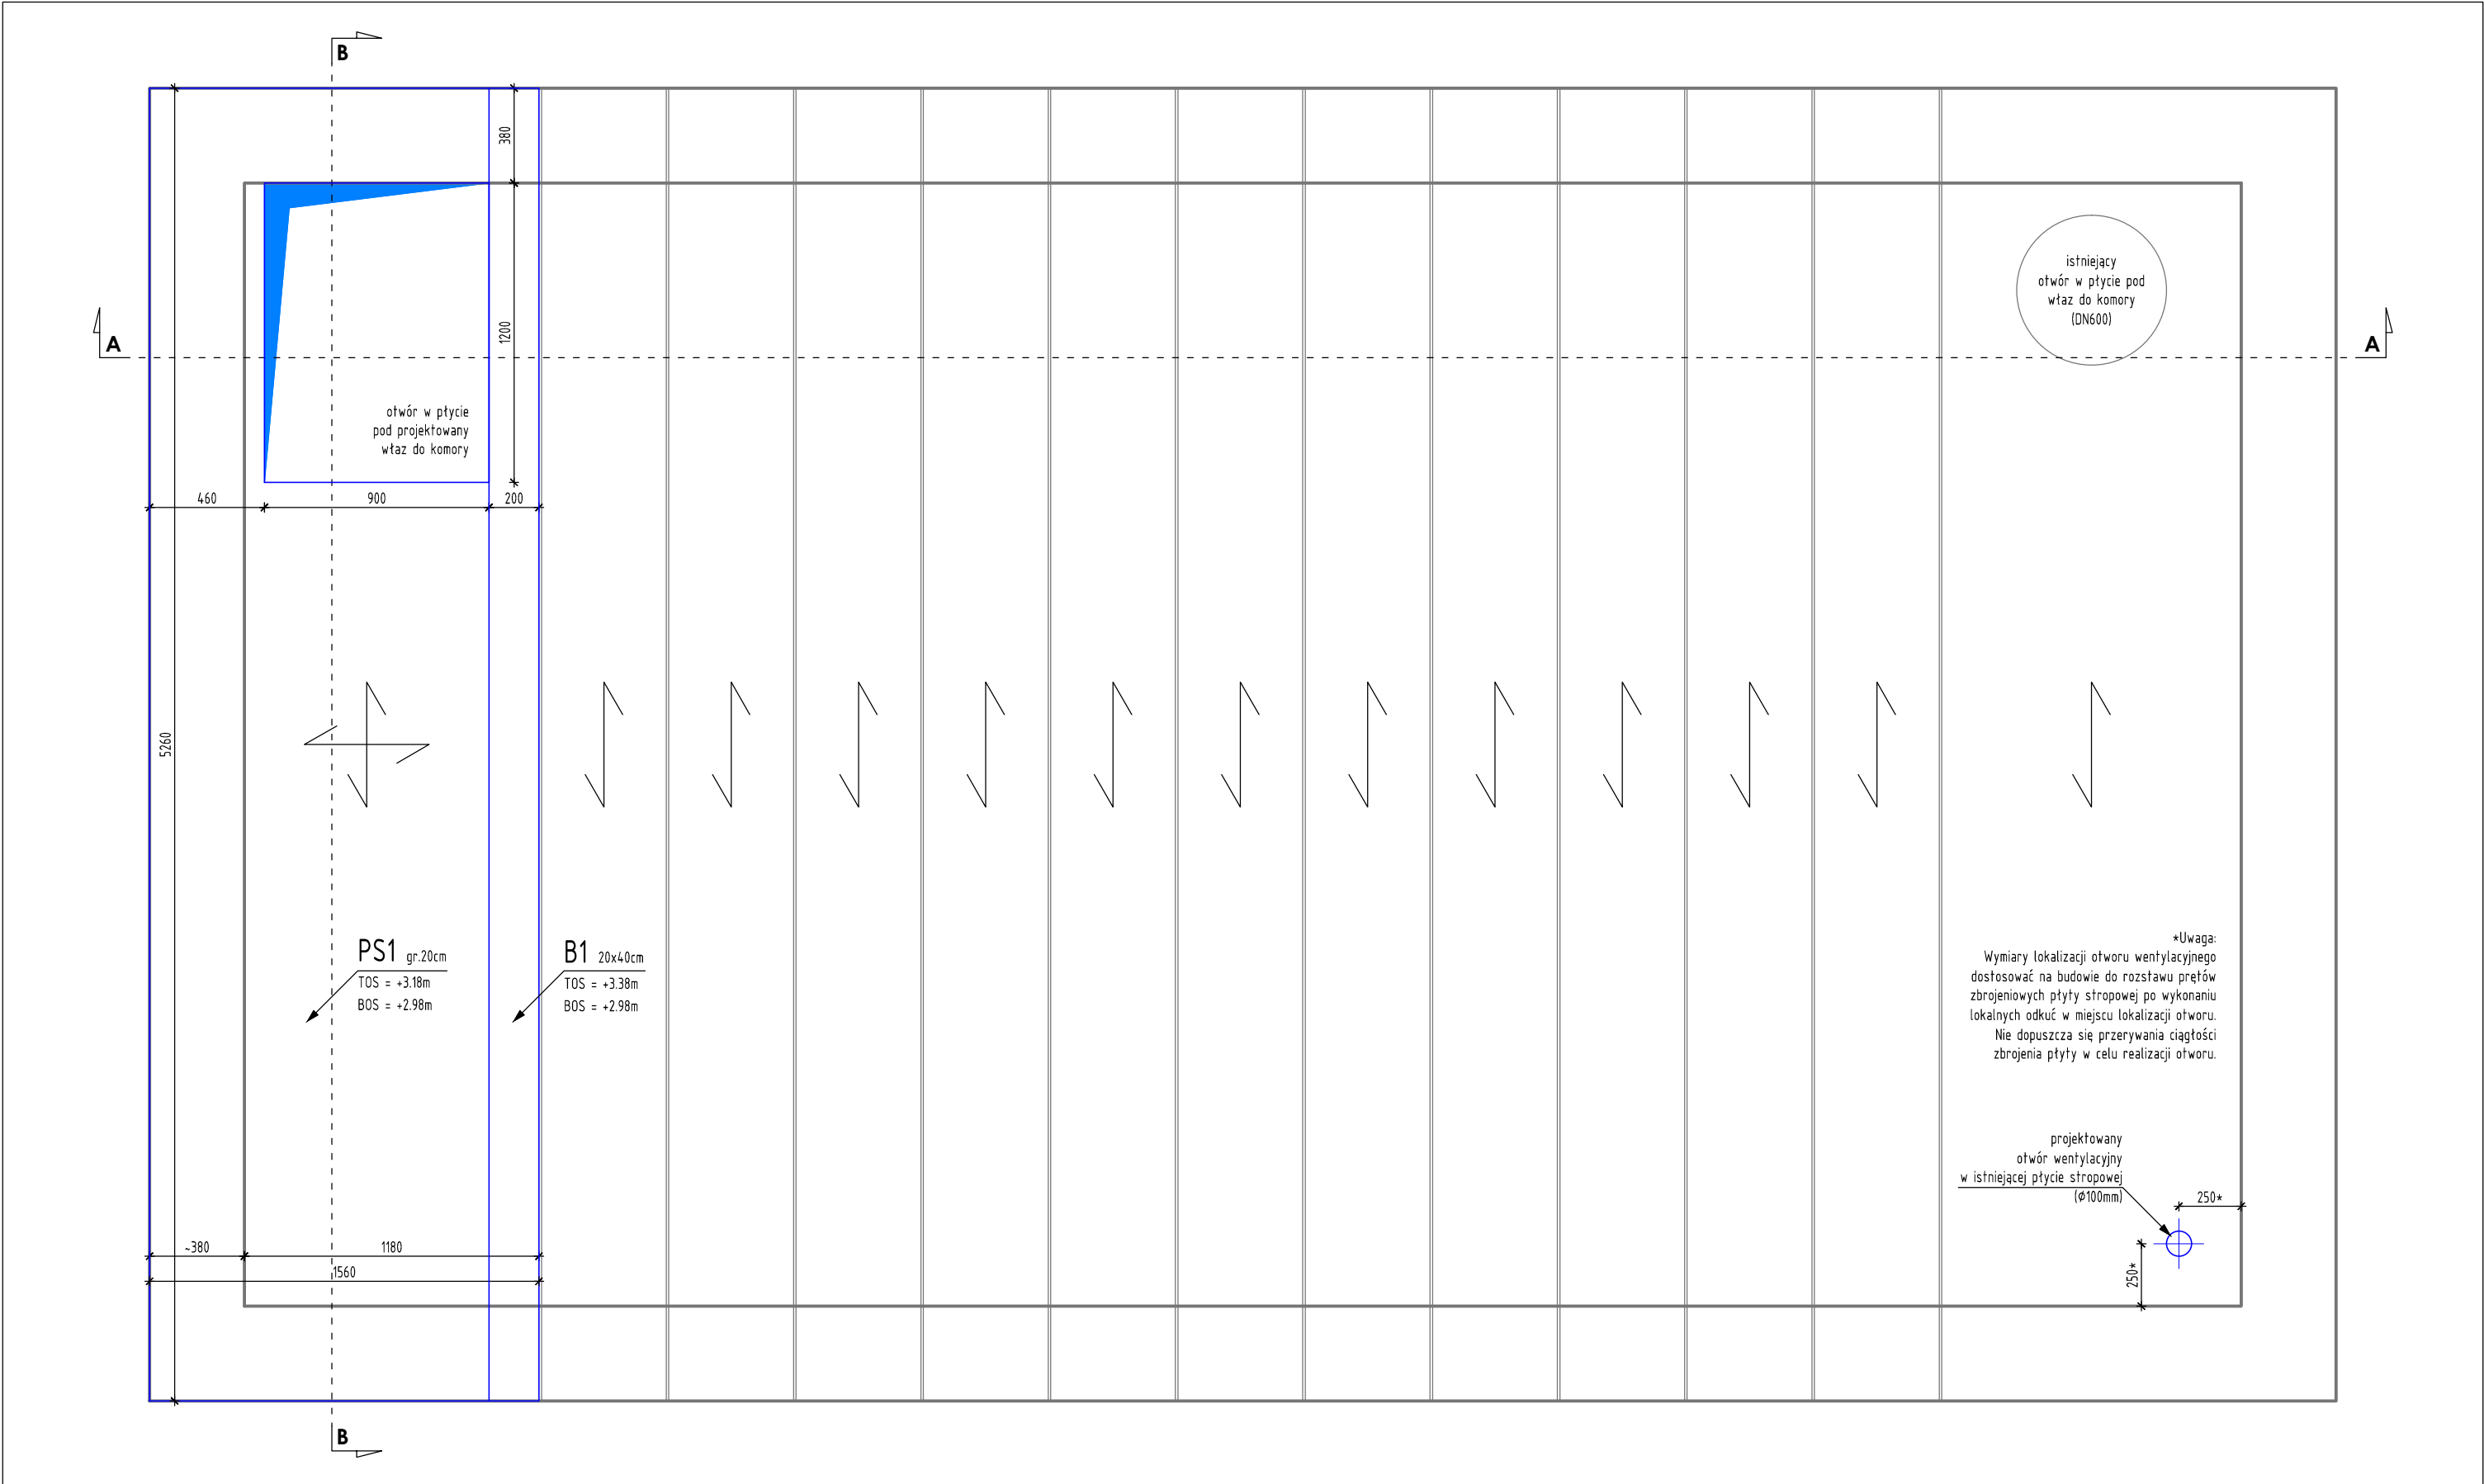 B
380
istniejący
otwór w płycie pod
właz do komory
(DN600)
A
1200
A
otwór w płycie
pod projektowany
właz do komory
460
900
200
5260
PS1 gr.20cm
TOS = +3.18m
BOS = +2.98m
B1 20x40cm
TOS = +3.38m
BOS = +2.98m
*Uwaga:
Wymiary lokalizacji otworu wentylacyjnego
dostosować na budowie do rozstawu prętów
zbrojeniowych płyty stropowej po wykonaniu
lokalnych odkuć w miejscu lokalizacji otworu.
Nie dopuszcza się przerywania ciągłości
zbrojenia płyty w celu realizacji otworu.
projektowany
otwór wentylacyjny
w istniejącej płycie stropowej
(Ø100mm)
250*
250*
~380
1180
1560
B